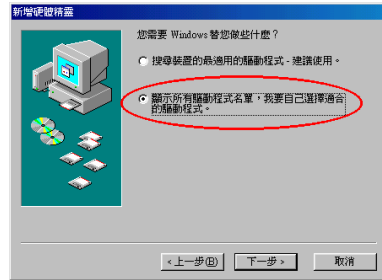 新增硬體精靈
您需要 Windows 替您做些什麼？
搜尋裝置的最適用的驅動程式 - 建議使用。
顯示所有驅動程式名單，我要自己選擇適合
的驅動程式。
<上一步(B)
下一步 >
取消